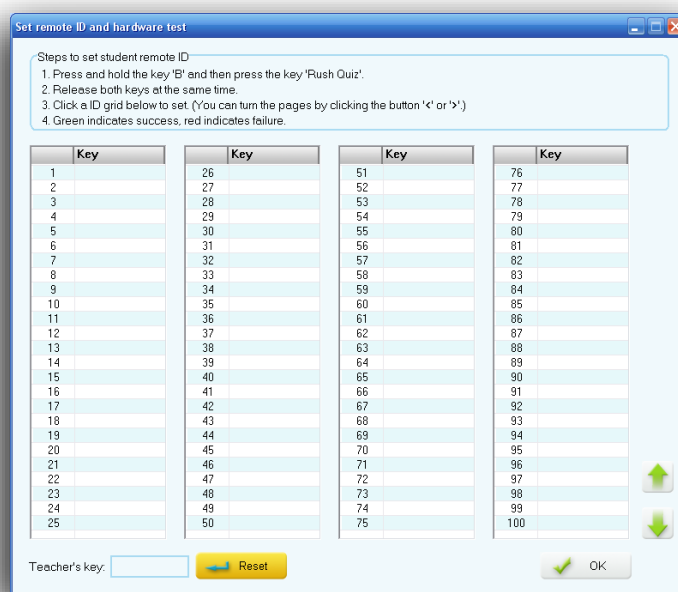 Set remote ID and hardware test
Steps to set student remote ID
1. Press and hold the key 'B' and then press the key 'Rush Quiz'.
2. Release both keys at the same time.
3. Click a ID grid below to set. (You can turn the pages by clicking the button '<' or '>'.)
4. Green indicates success, red indicates failure.
Key Key Key Key
1 26 51 76
2 27 52 77
3 28 53 78
4 29 54 79
5 30 55 80
6 31 56 81
7 32 57 82
8 33 58 83
9 34 59 84
10 35 60 85
11 36 61 86
12 37 62 87
13 38 63 88
14 39 64 89
15 40 65 90
16 41 66 91
17 42 67 92
18 43 68 93
19 44 69 94
20 45 70 95
21 46 71 96
22 47 72 97
23 48 73 98
24 49 74 99
25 50 75 100
Teacher's key: Reset OK